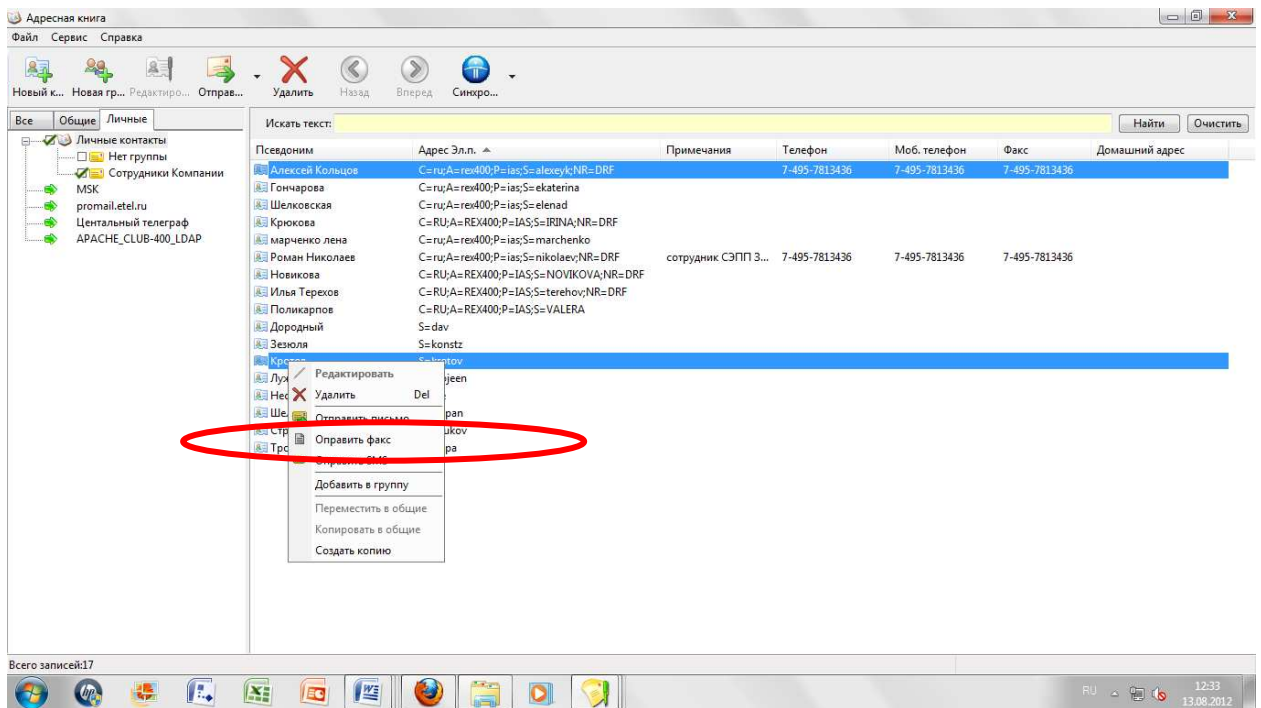 Адресная книга
Файл Сервис Справка
Новый к... Новая гр... Редактиро... Отправ... Удалить Назад Вперед Синхро...
Все Общие Личные
Искать текст: Найти Очистить
Личные контакты
Нет группы
Сотрудники Компании
MSK
promail.etel.ru
Центальный телеграф
APACHE_CLUB-400_LDAP
Псевдоним Адрес Эл.п. Примечания Телефон Моб. телефон Факс Домашний адрес
Алексей Кольцов C=ru;A=rex400;P=ias;S=alexeyk;NR=DRF 7-495-7813436 7-495-7813436 7-495-7813436
Гончарова C=ru;A=rex400;P=ias;S=ekaterina
Шелковская C=ru;A=rex400;P=ias;S=elenad
Крюкова C=RU;A=REX400;P=IAS;S=IRINA;NR=DRF
марченко лена C=ru;A=rex400;P=ias;S=marchenko
Роман Николаев C=ru;A=rex400;P=ias;S=nikolaev;NR=DRF сотрудник СЭПП З... 7-495-7813436 7-495-7813436 7-495-7813436
Новикова C=RU;A=REX400;P=IAS;S=NOVIKOVA;NR=DRF
Илья Терехов C=RU;A=REX400;P=IAS;S=terehov;NR=DRF
Поликарпов C=RU;A=REX400;P=IAS;S=VALERA
Дородный S=dav
Зезюля S=konstz
Кротов S=krotov
Редактировать
Удалить Del
Отправить письмо
Оправить факс
Оправить SMS
Добавить в группу
Переместить в общие
Копировать в общие
Создать копию
Всего записей:17
RU 12:33
13.08.2012